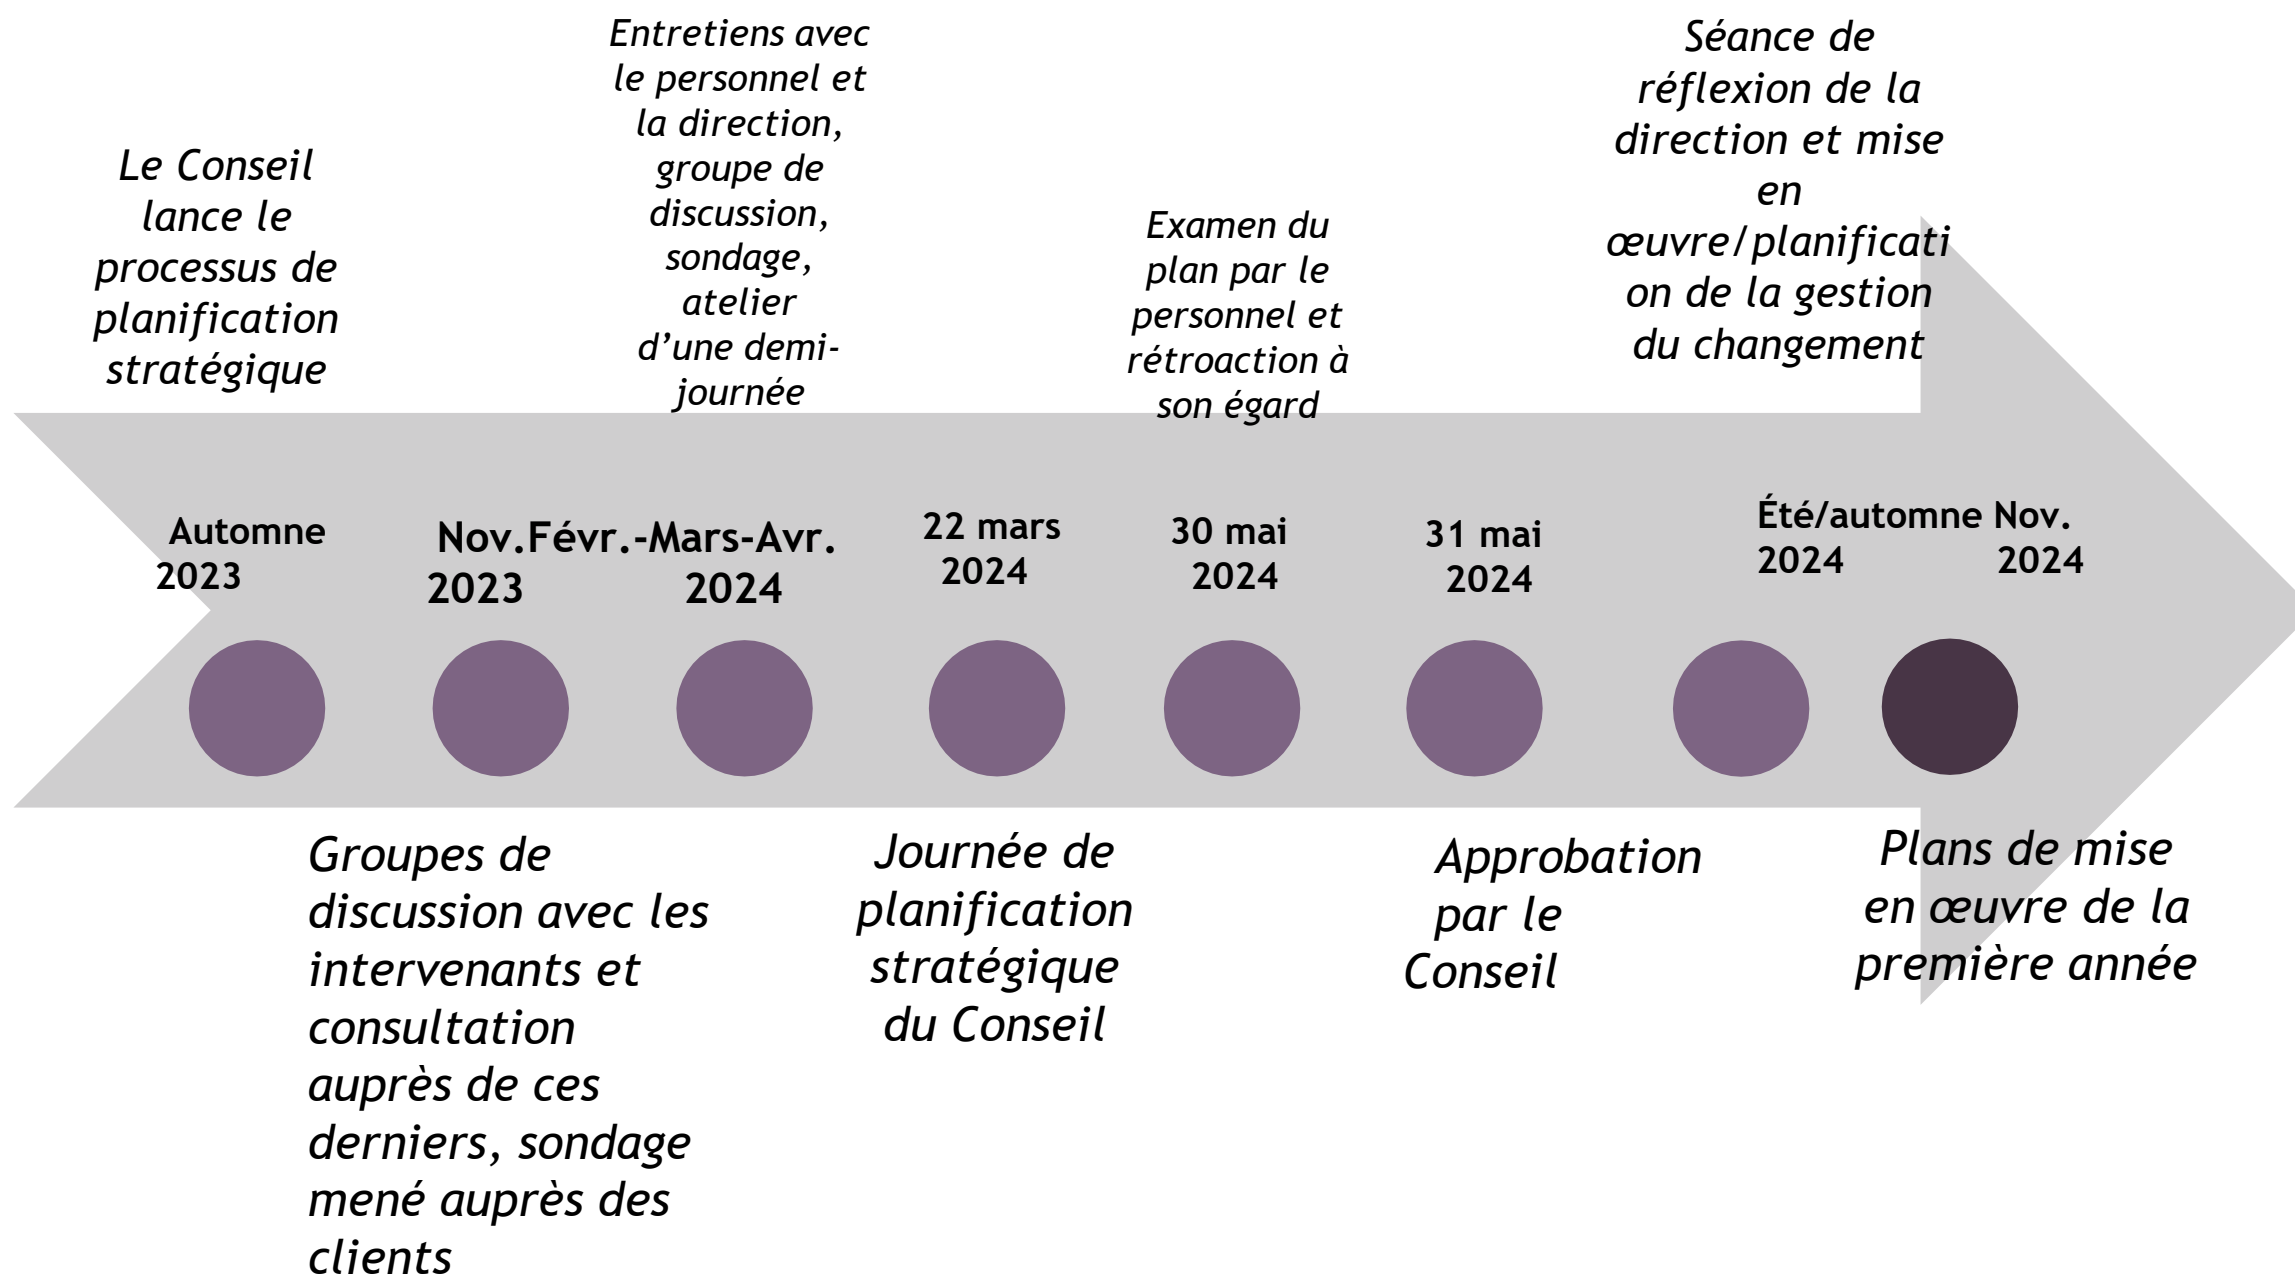 Le Conseil
lance le
processus de
planification
stratégique
Entretiens avec
le personnel et
la direction,
groupe de
discussion,
sondage,
atelier
d’une demi-
journée
Examen du
plan par le
personnel et
rétroaction à
son égard
Séance de
réflexion de la
direction et mise
en
œuvre/planificati
on de la gestion
du changement
Automne
2023
Nov.Févr.-Mars-Avr.
2023 2024
22 mars
2024
30 mai
2024
31 mai
2024
Été/automne Nov.
2024 2024
Groupes de
discussion avec les
intervenants et
consultation
auprès de ces
derniers, sondage
mené auprès des
clients
Journée de
planification
stratégique
du Conseil
Approbation
par le
Conseil
Plans de mise
en œuvre de la
première année